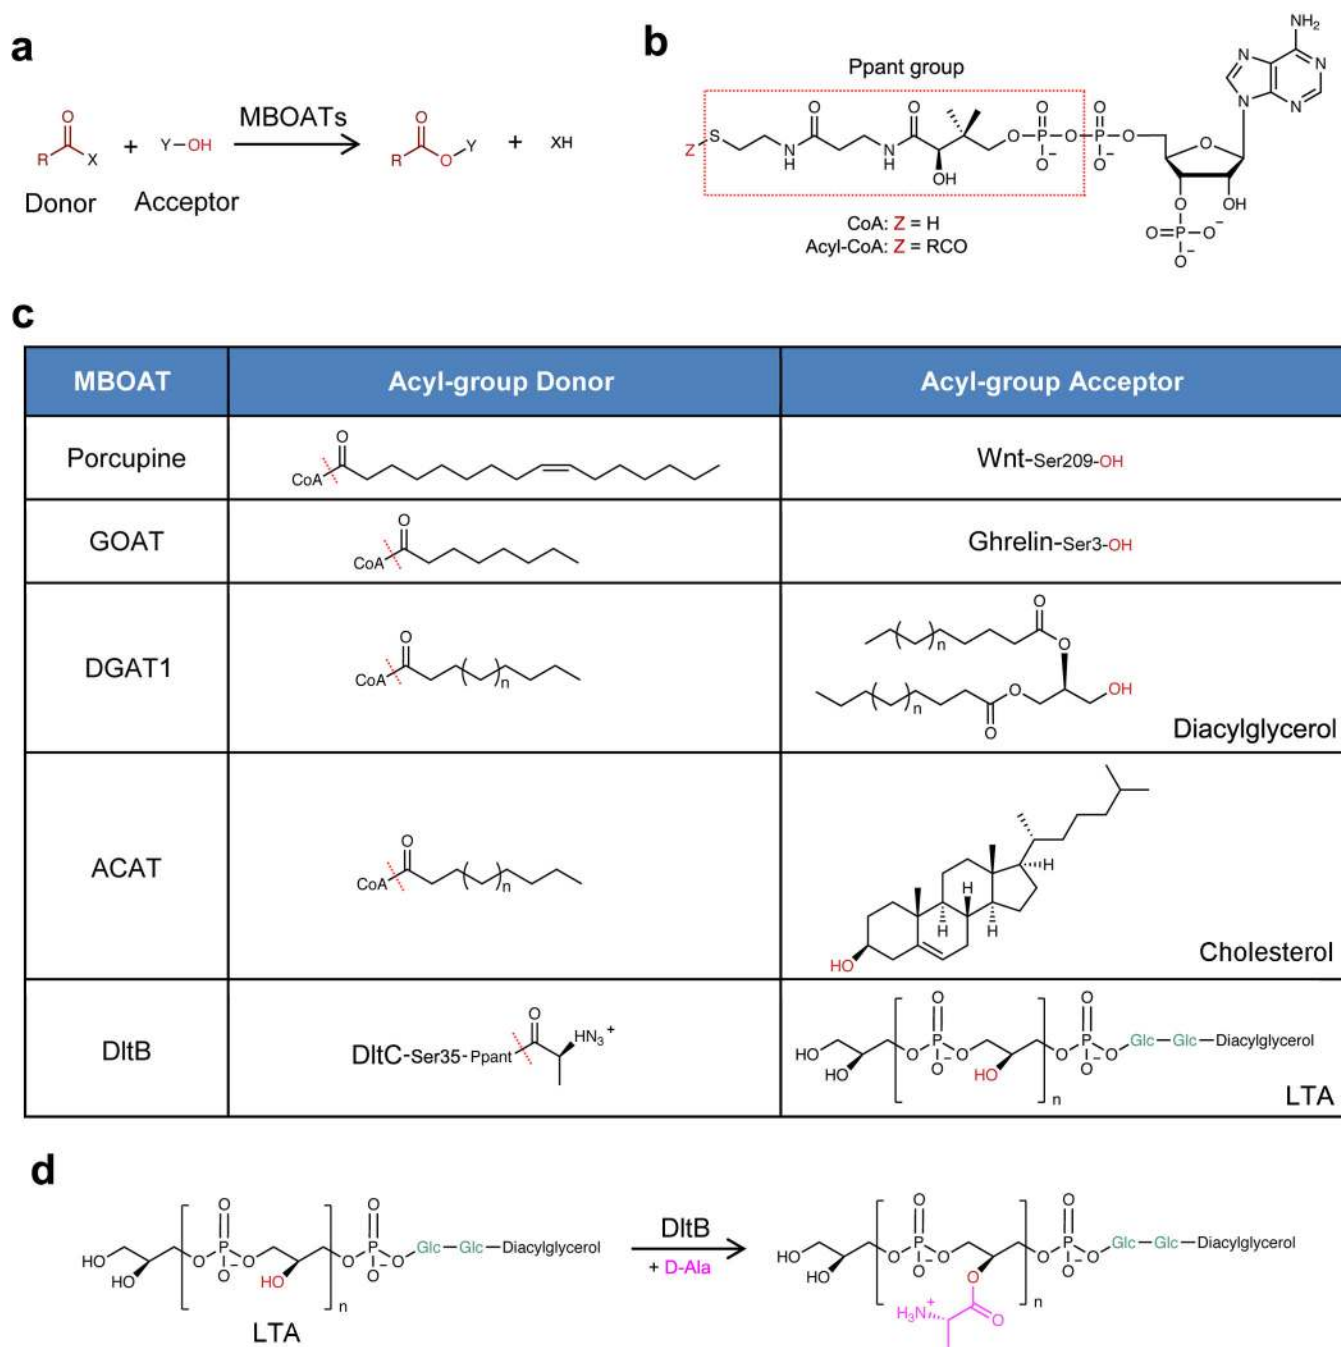 a
O
R
X
+
Y
OH
MBOATs
R
O
O
Y
+
XH
Donor
Acceptor
b
Ppant group
NH2
N
N
N
N
Z
S
O
NH
O
NH
OH
O
O
P
O−
O
O
P
O−
O
O
OH
O
O=P−O−
O−
CoA: Z = H
Acyl-CoA: Z = RCO
c
MBOAT
Acyl-group Donor
Acyl-group Acceptor
Porcupine
CoA
O
Wnt-Ser209-OH
GOAT
CoA
O
Ghrelin-Ser3-OH
DGAT1
CoA
O
n
n
O
O
n
O
O
OH
Diacylglycerol
ACAT
CoA
O
n
HO
H
H
H
H
Cholesterol
DltB
DltC-Ser35-Ppant
O
HN3+
HO
HO
O
O
P
O−
O
HO
n
O
O
P
O−
O
Glc−Glc−Diacylglycerol
LTA
d
HO
HO
O
O
P
O−
O
HO
n
O
O
P
O−
O
Glc−Glc−Diacylglycerol
LTA
DltB
+ D-Ala
HO
HO
O
O
P
O−
O
O
H3N+
O
n
O
O
P
O−
O
Glc−Glc−Diacylglycerol